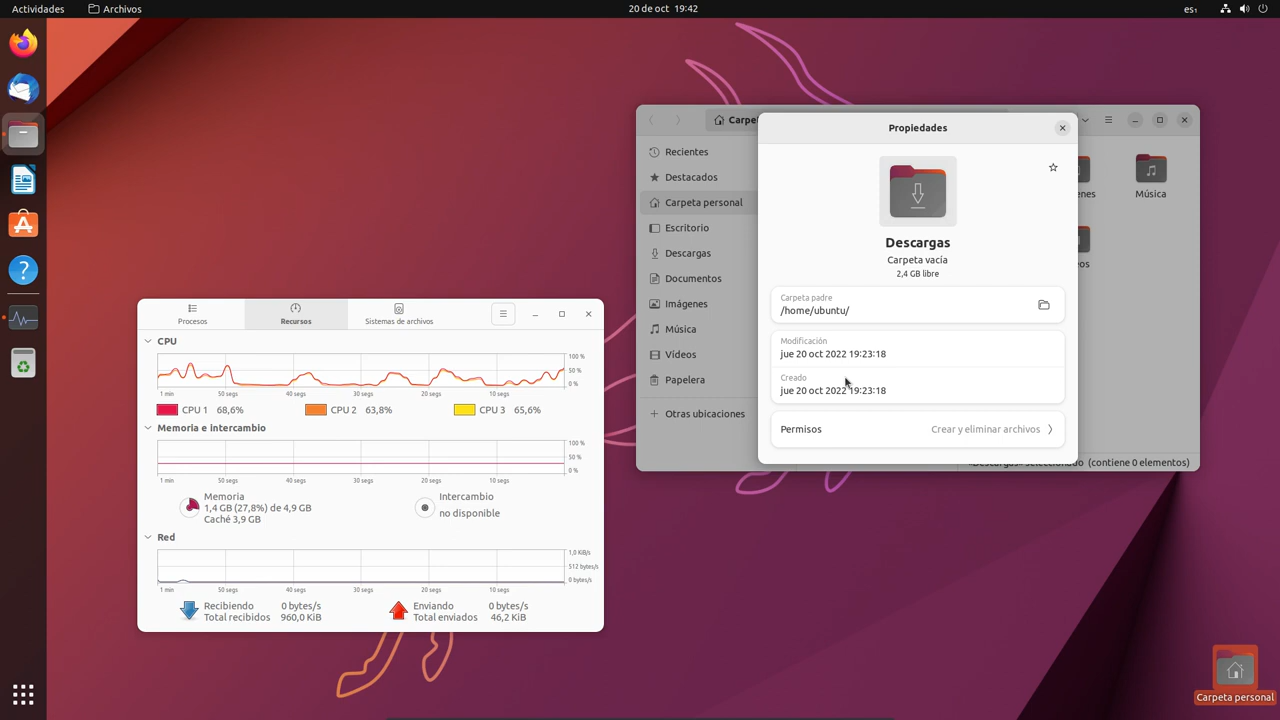 Actividades
Archivos
20 de oct 19:42
es
Carpe
Propiedades
Recientes
Destacados
Carpeta personal
Escritorio
Descargas
Documentos
Imágenes
Música
Vídeos
Papelera
Otras ubicaciones
enes
Música
eos
Descargas
Carpeta vacía
2,4 GB libre
Carpeta padre
/home/ubuntu/
Modificación
jue 20 oct 2022 19:23:18
Creado
jue 20 oct 2022 19:23:18
Permisos
Crear y eliminar archivos
«Descargas» seleccionado (contiene 0 elementos)
Procesos
Recursos
Sistemas de archivos
CPU
100 %
50 %
0 %
1 min 50 segs 40 segs 30 segs 20 segs 10 segs
CPU 1 68,6% CPU 2 63,8% CPU 3 65,6%
Memoria e intercambio
100 %
50 %
0 %
1 min 50 segs 40 segs 30 segs 20 segs 10 segs
Memoria
1,4 GB (27,8%) de 4,9 GB
Caché 3,9 GB
Intercambio
no disponible
Red
1,0 KiB/s
512 bytes/s
0 bytes/s
1 min 50 segs 40 segs 30 segs 20 segs 10 segs
Recibiendo 0 bytes/s
Total recibidos 960,0 KiB
Enviando 0 bytes/s
Total enviados 46,2 KiB
Carpeta personal